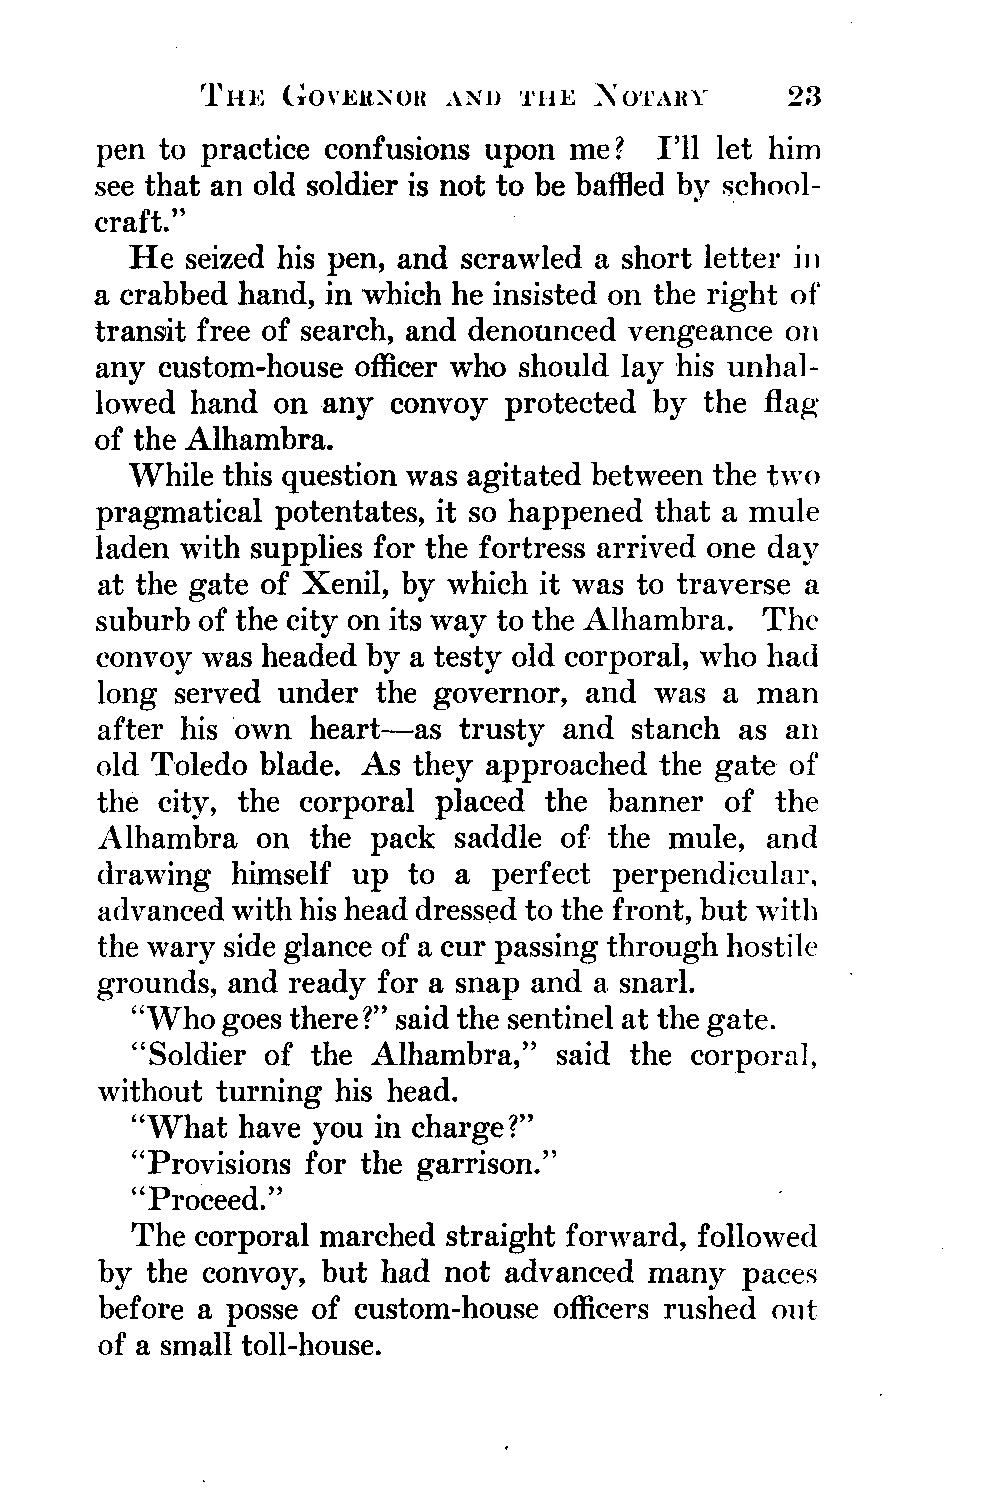 The Governor and the Notary 23
pen to practice confusions upon me? I'll let him
see that an old soldier is not to be baffled by school-
craft."
He seized his pen, and scrawled a short letter in
a crabbed hand, in which he insisted on the right of
transit free of search, and denounced vengeance on
any custom-house officer who should lay his unhal-
lowed hand on any convoy protected by the flag
of the Alhambra.
While this question was agitated between the two
pragmatical potentates, it so happened that a mule
laden with supplies for the fortress arrived one day
at the gate of Xenil, by which it was to traverse a
suburb of the city on its way to the Alhambra. The
convoy was headed by a testy old corporal, who had
long served under the governor, and was a man
after his own heart—as trusty and stanch as an
old Toledo blade. As they approached the gate of
the city, the corporal placed the banner of the
Alhambra on the pack saddle of the mule, and
drawing himself up to a perfect perpendicular,
advanced with his head dressed to the front, but with
the wary side glance of a cur passing through hostile
grounds, and ready for a snap and a snarl.
"Who goes there?" said the sentinel at the gate.
"Soldier of the Alhambra," said the corporal,
without turning his head.
"What have you in charge?"
"Provisions for the garrison."
"Proceed."
The corporal marched straight forward, followed
by the convoy, but had not advanced many paces
before a posse of custom-house officers rushed out
of a small toll-house.